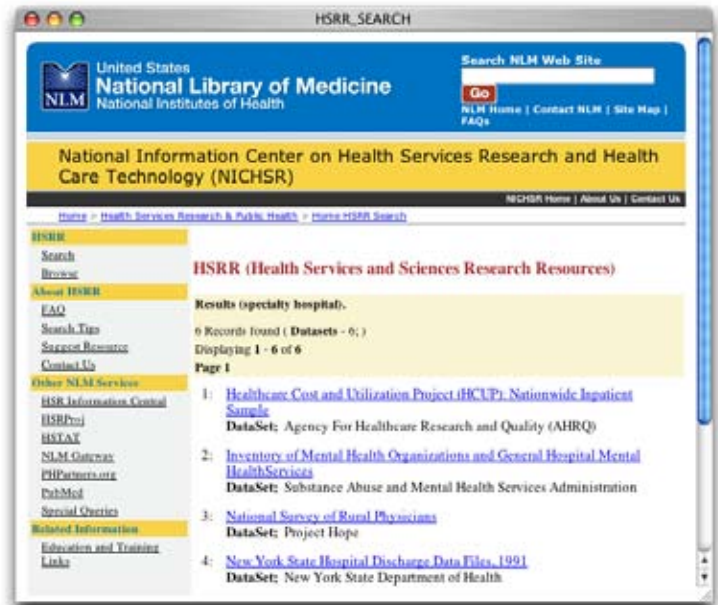 HSRR_SEARCH
United States
National Library of Medicine
National Institutes of Health
NLM
Search NLM Web Site
Go
NLM Home | Contact NLM | Site Map |
FAQs
National Information Center on Health Services Research and Health
Care Technology (NICHSR)
NICHSR Home | About Us | Contact Us
Home > Health Services Research & Public Health > Home HSRR Search
HSRR
Search
Browse
About HSRR
FAQ
Search Tips
Suggest Resource
Contact Us
Other NLM Services
HSR Information Central
HSRProj
HSTAT
NLM Gateway
PHPartners.org
PubMed
Special Queries
Related Information
Education and Training
Links
HSRR (Health Services and Sciences Research Resources)
Results (specialty hospital).
6 Records found ( Datasets - 6; )
Displaying 1 - 6 of 6
Page 1
1: Healthcare Cost and Utilization Project (HCUP): Nationwide Inpatient
Sample
DataSet; Agency For Healthcare Research and Quality (AHRQ)
2: Inventory of Mental Health Organizations and General Hospital Mental
HealthServices
DataSet; Substance Abuse and Mental Health Services Administration
3: National Survey of Rural Physicians
DataSet; Project Hope
4: New York State Hospital Discharge Data Files, 1991
DataSet; New York State Department of Health